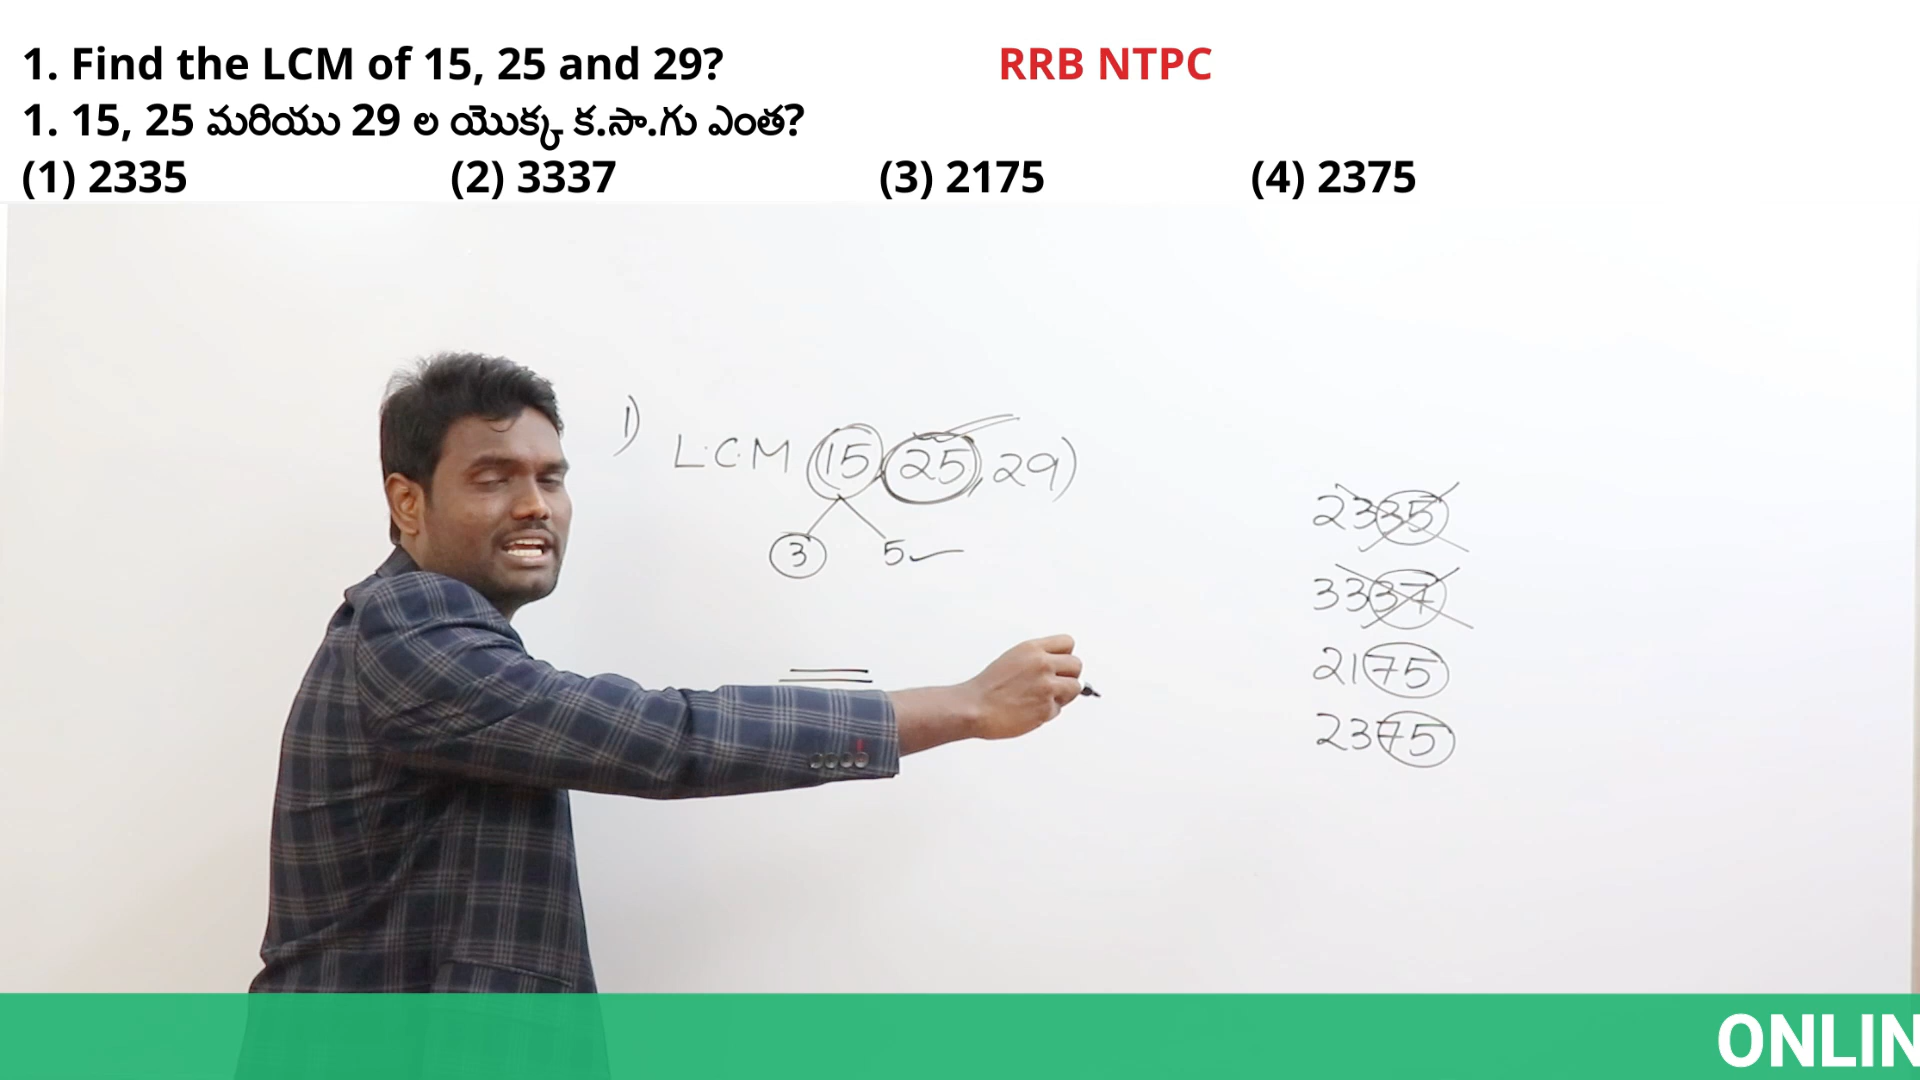 1. Find the LCM of 15, 25 and 29?
RRB NTPC
1. 15, 25 మరియు 29 ల యొక్క క.సా.గు ఎంత?
(1) 2335 (2) 3337 (3) 2175 (4) 2375
1) L.C.M (15, 25, 29)
3 5
2335
3337
2175
2375
ONLIN